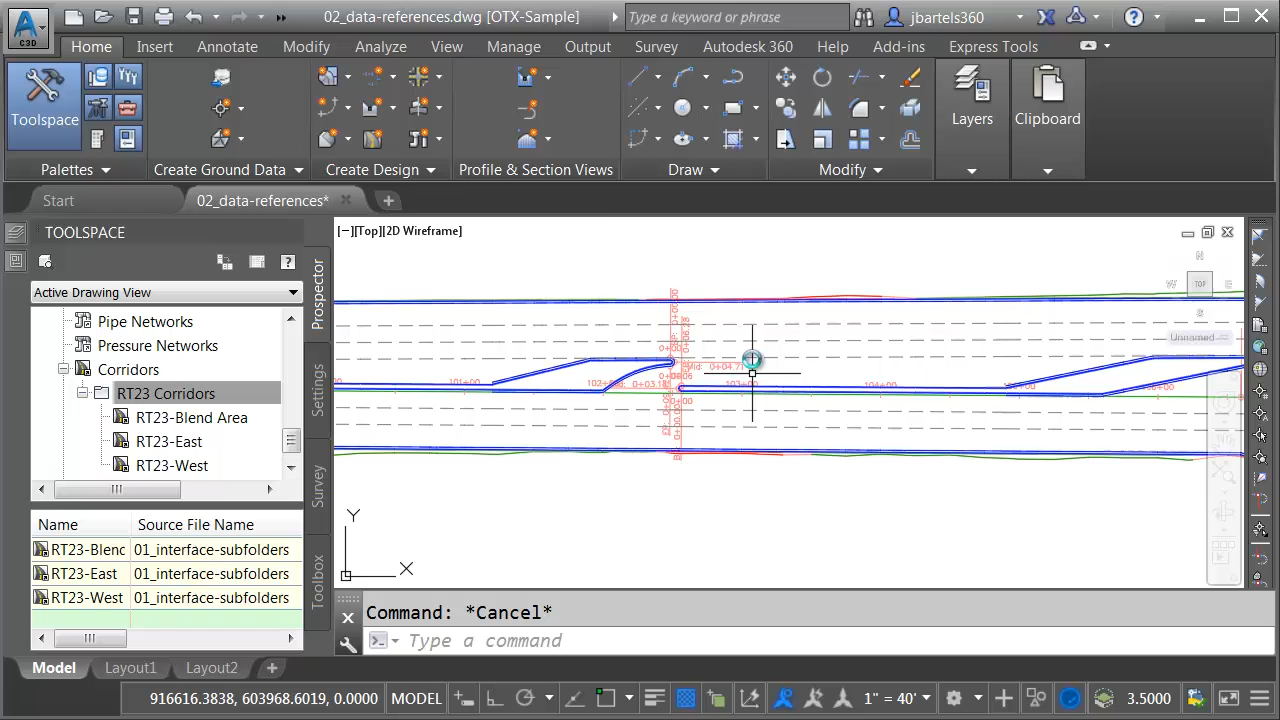 C3D
02_data-references.dwg [OTX-Sample]
Type a keyword or phrase
jbartels360
Home Insert Annotate Modify Analyze View Manage Output Survey Autodesk 360 Help Add-ins Express Tools
Toolspace
Layers
Clipboard
Palettes
Create Ground Data
Create Design
Profile & Section Views
Draw
Modify
Start
02_data-references*
TOOLSPACE
[−][Top][2D Wireframe]
Active Drawing View
Pipe Networks
Pressure Networks
Corridors
RT23 Corridors
RT23-Blend Area
RT23-East
RT23-West
Prospector
Settings
Survey
Toolbox
N
W TOP E
S
Unnamed
101+00
103+00
104+00
Name Source File Name
RT23-Blenc 01_interface-subfolders
RT23-East 01_interface-subfolders
RT23-West 01_interface-subfolders
Y
X
Command: *Cancel*
Type a command
Model Layout1 Layout2
916616.3838, 603968.6019, 0.0000 MODEL 1" = 40' 3.5000